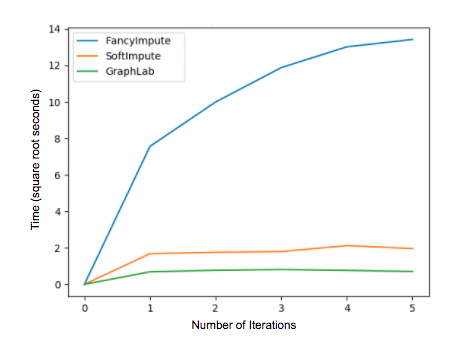 14
12
10
8
6
4
2
0
Time (square root seconds)
FancyImpute
SoftImpute
GraphLab
0 1 2 3 4 5
Number of Iterations